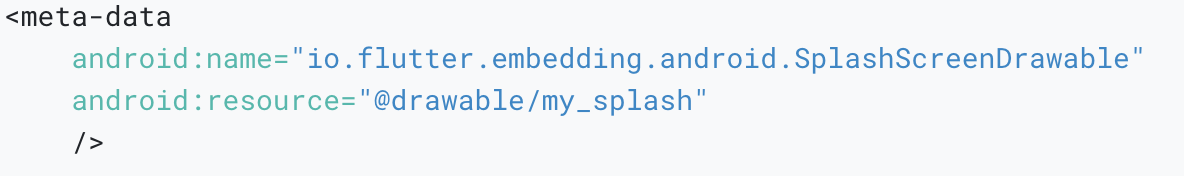 <meta-data
    android:name="io.flutter.embedding.android.SplashScreenDrawable"
    android:resource="@drawable/my_splash"
    />